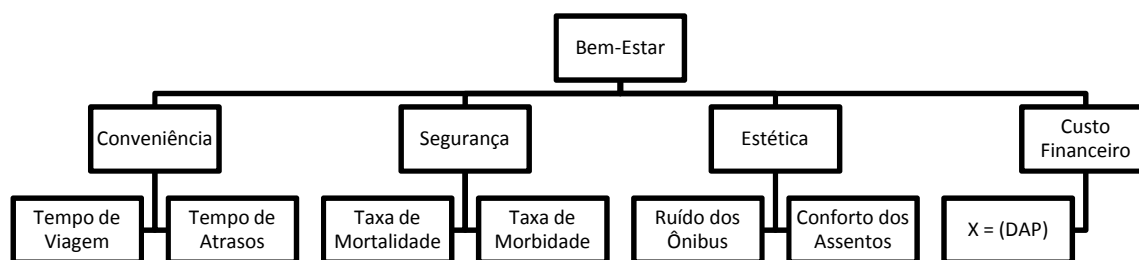 Bem-Estar
Conveniência
Segurança
Estética
Custo
Financeiro
Tempo de
Viagem
Tempo de
Atrasos
Taxa de
Mortalidade
Taxa de
Morbidade
Ruído dos
Ônibus
Conforto dos
Assentos
X = (DAP)